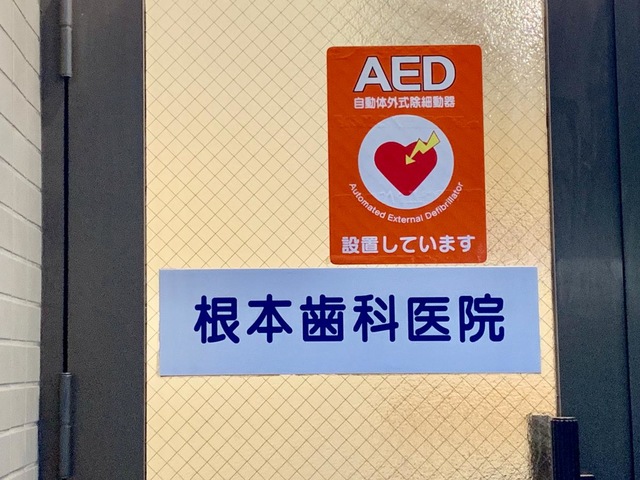 AED
自動体外式除細動器
Automated External Defibrillator
設置しています
根本歯科医院